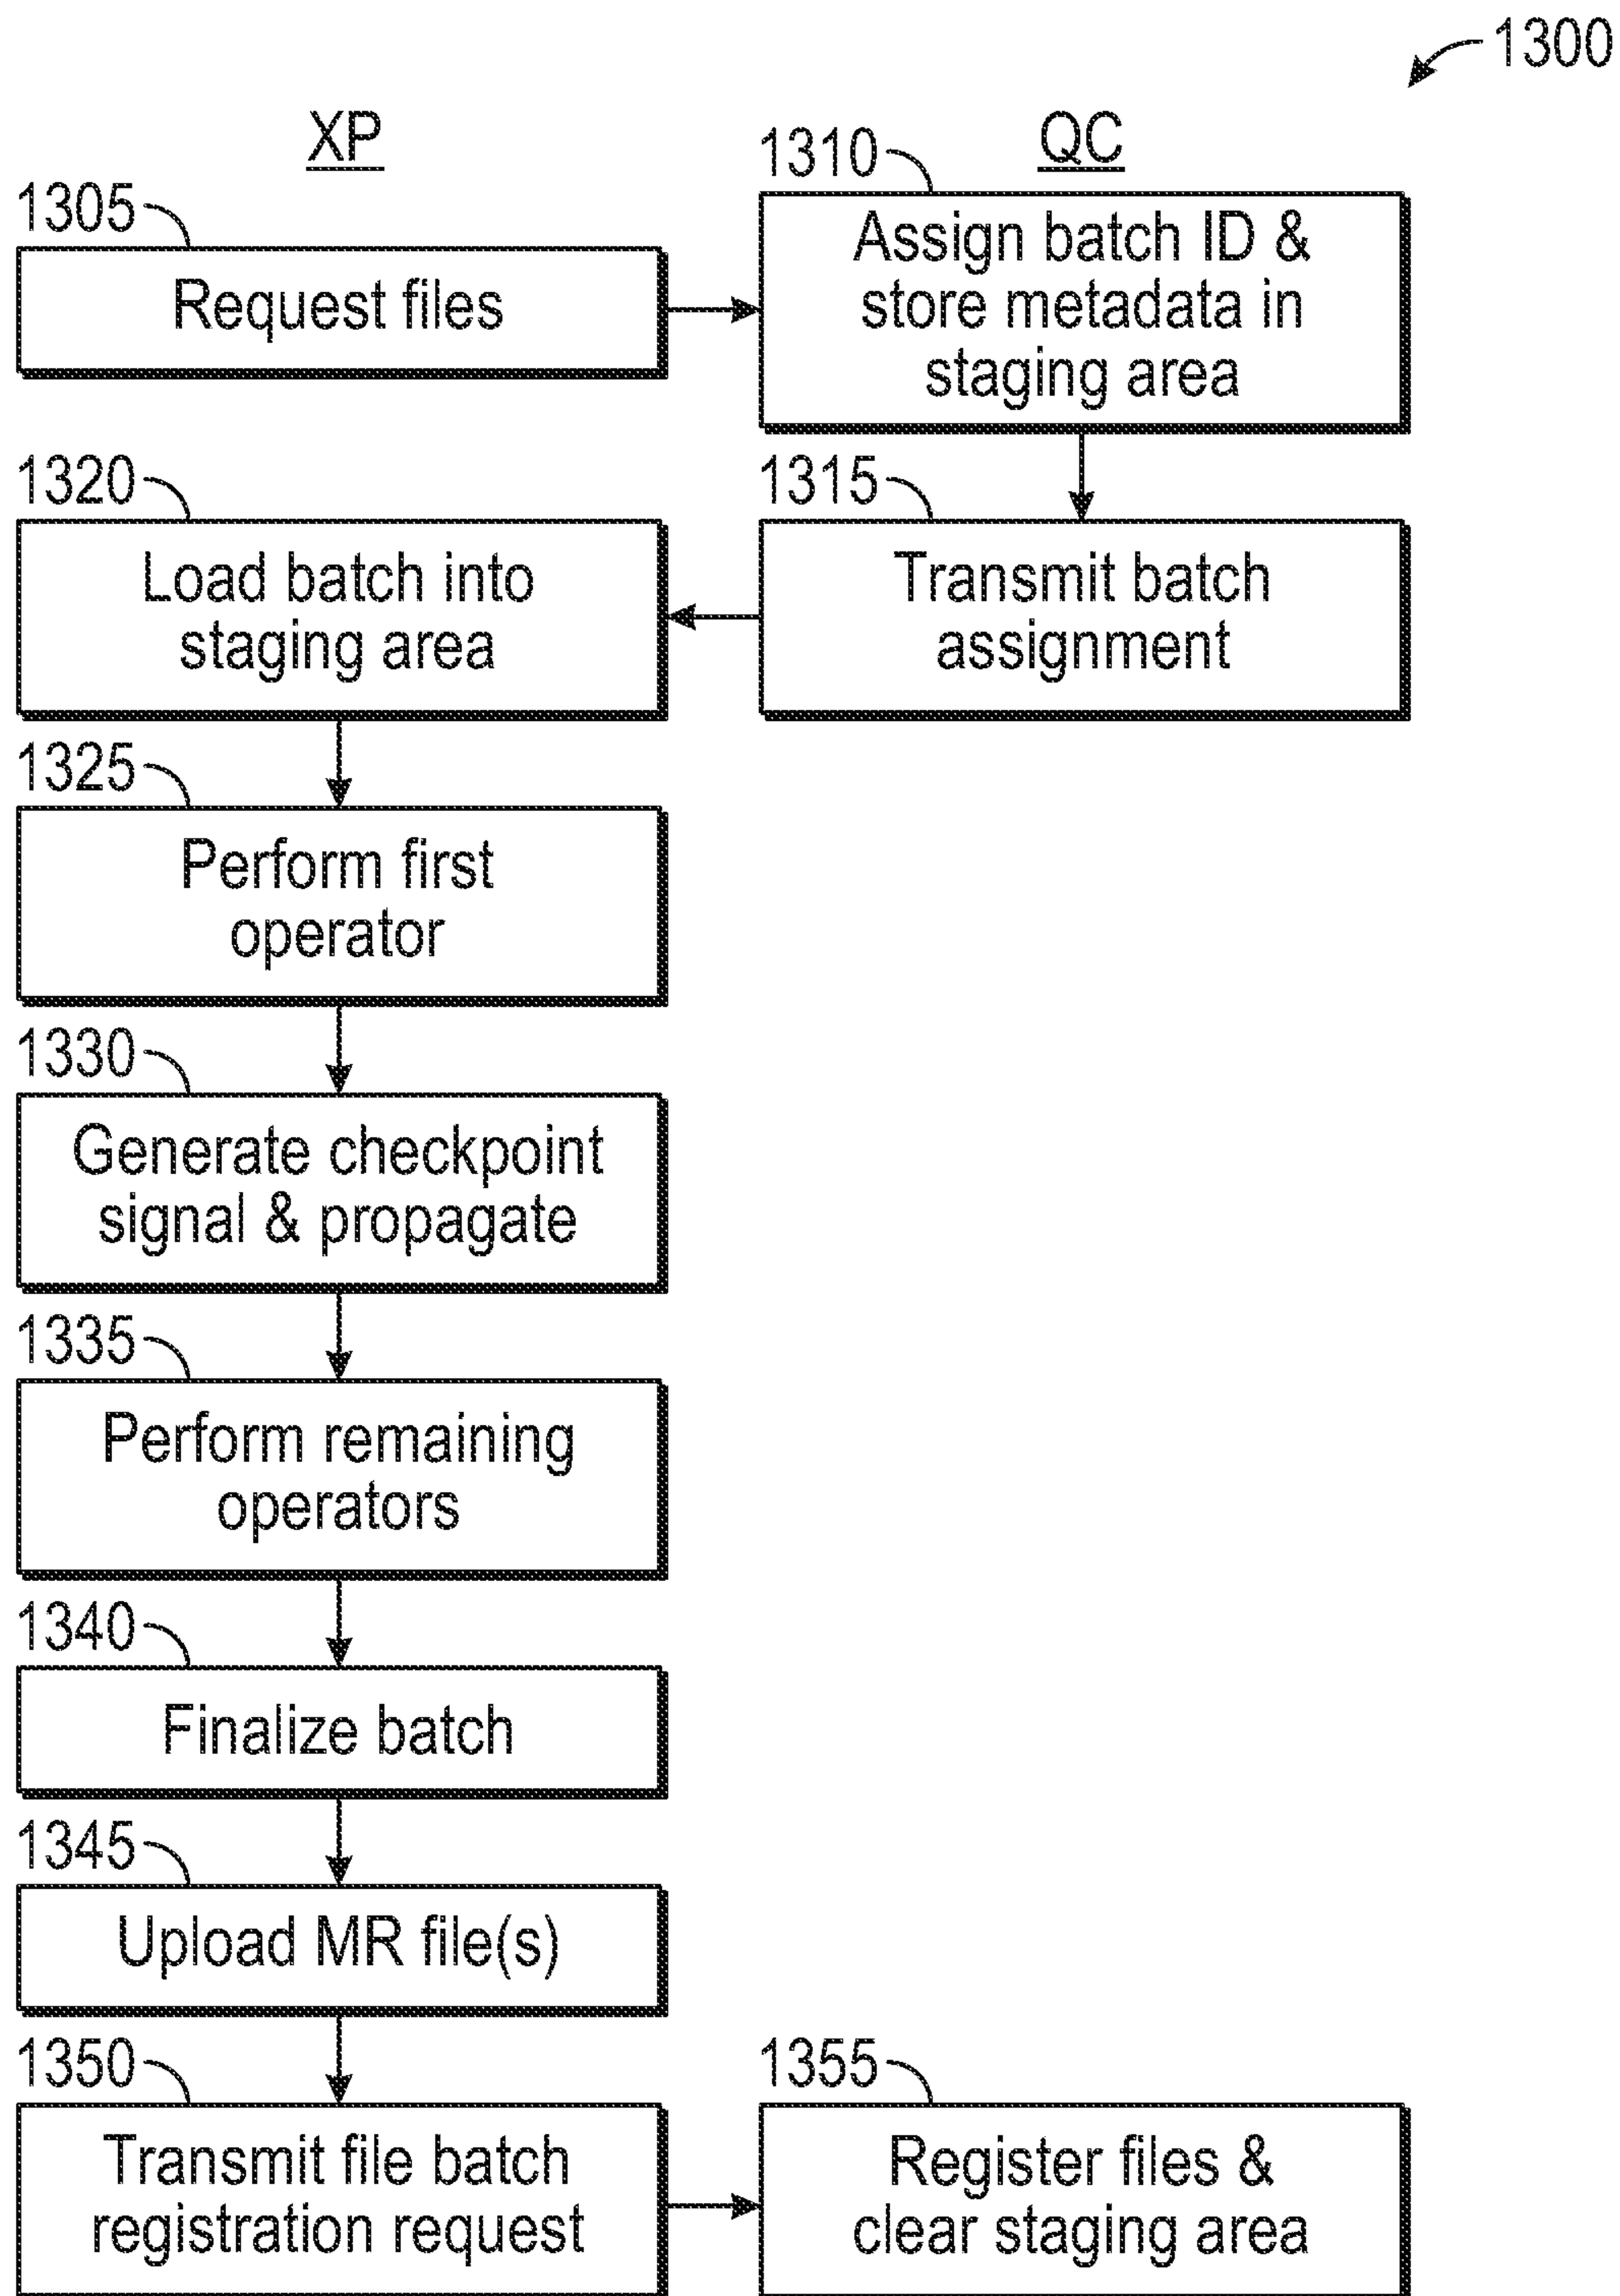 1300
XP
QC
1305
Request files
1310
Assign batch ID &
store metadata in
staging area
1315
Transmit batch
assignment
1320
Load batch into
staging area
1325
Perform first
operator
1330
Generate checkpoint
signal & propagate
1335
Perform remaining
operators
1340
Finalize batch
1345
Upload MR file(s)
1350
Transmit file batch
registration request
1355
Register files &
clear staging area